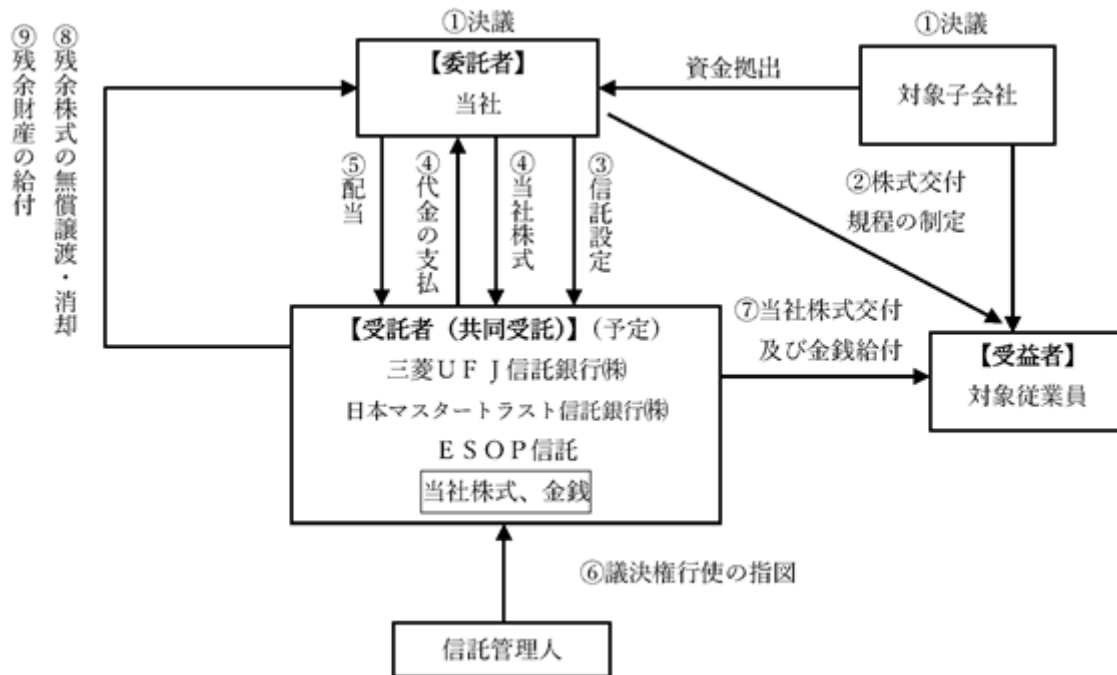 ①決議
【委託者】
当社
①決議
対象子会社
資金拠出
⑨残余財産の給付
⑧残余株式の無償譲渡・消却
⑤配当
④代金の支払
④当社株式
③信託設定
②株式交付
規程の制定
【受託者（共同受託）】（予定）
三菱ＵＦＪ信託銀行㈱
日本マスタートラスト信託銀行㈱
ＥＳＯＰ信託
当社株式、金銭
⑦当社株式交付
及び金銭給付
【受益者】
対象従業員
⑥議決権行使の指図
信託管理人